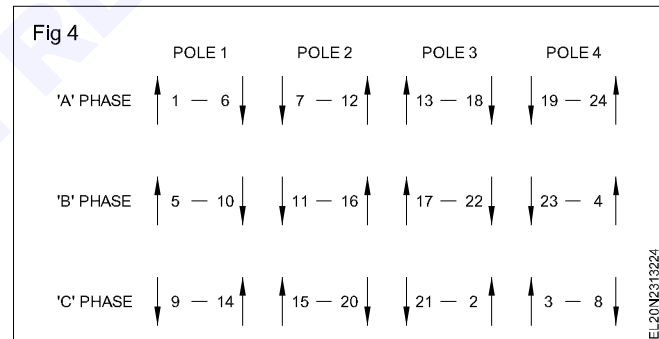 Fig 4
POLE 1 POLE 2 POLE 3 POLE 4
'A' PHASE 1 — 6 7 — 12 13 — 18 19 — 24
'B' PHASE 5 — 10 11 — 16 17 — 22 23 — 4
'C' PHASE 9 — 14 15 — 20 21 — 2 3 — 8
EL20N2313224